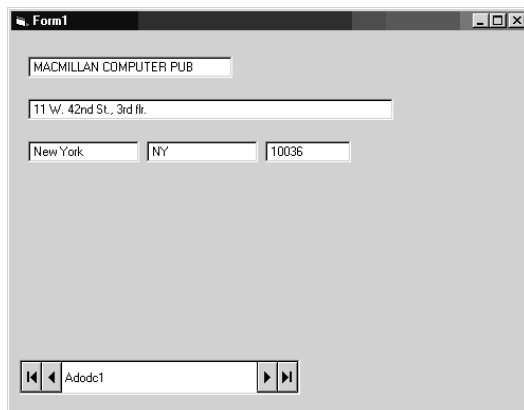 Form1
MACMILLAN COMPUTER PUB
11 W. 42nd St., 3rd flr.
New York NY 10036
Adodc1